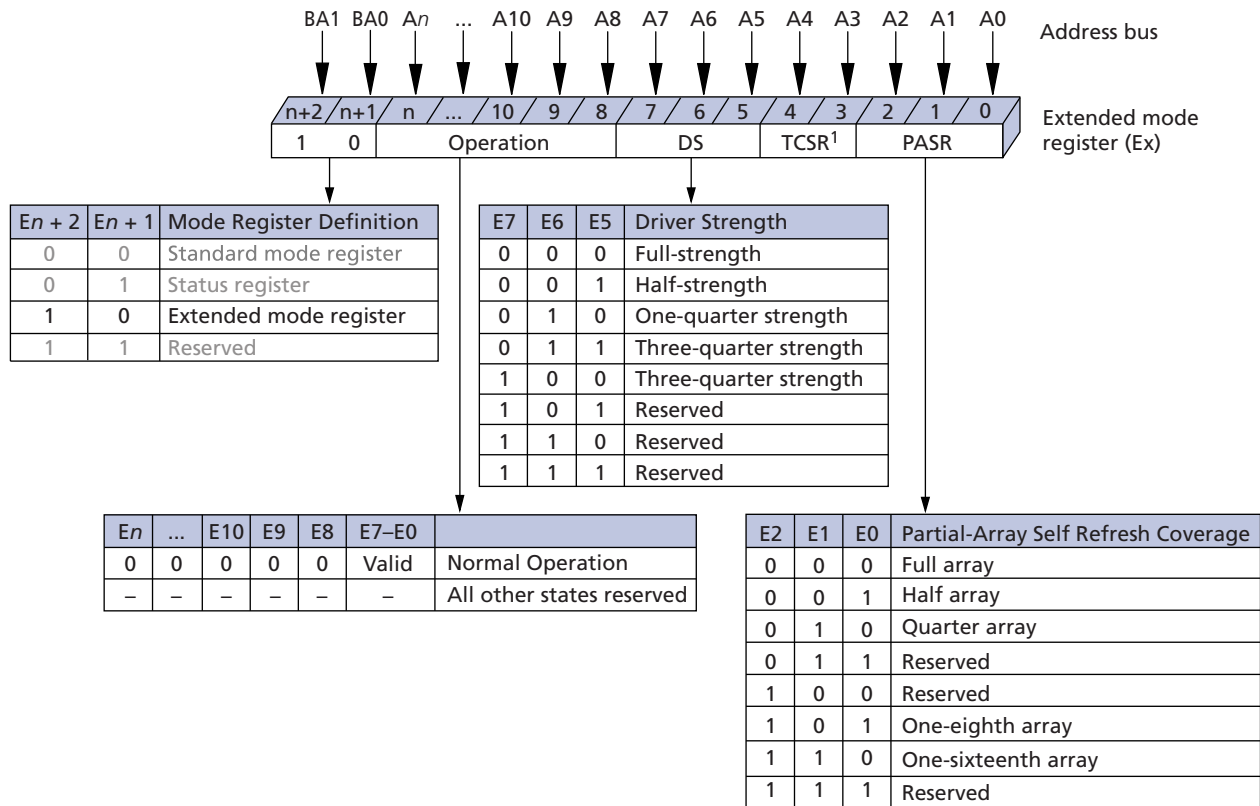 BA1 BA0 An ... A10 A9 A8 A7 A6 A5 A4 A3 A2 A1 A0 Address bus
n+2 n+1 n ... 10 9 8 7 6 5 4 3 2 1 0
1 0 Operation DS TCSR1 PASR
Extended mode
register (Ex)
En + 2 En + 1 Mode Register Definition
0 0 Standard mode register
0 1 Status register
1 0 Extended mode register
1 1 Reserved
E7 E6 E5 Driver Strength
0 0 0 Full-strength
0 0 1 Half-strength
0 1 0 One-quarter strength
0 1 1 Three-quarter strength
1 0 0 Three-quarter strength
1 0 1 Reserved
1 1 0 Reserved
1 1 1 Reserved
En ... E10 E9 E8 E7–E0
0 0 0 0 0 Valid Normal Operation
– – – – – – All other states reserved
E2 E1 E0 Partial-Array Self Refresh Coverage
0 0 0 Full array
0 0 1 Half array
0 1 0 Quarter array
0 1 1 Reserved
1 0 0 Reserved
1 0 1 One-eighth array
1 1 0 One-sixteenth array
1 1 1 Reserved